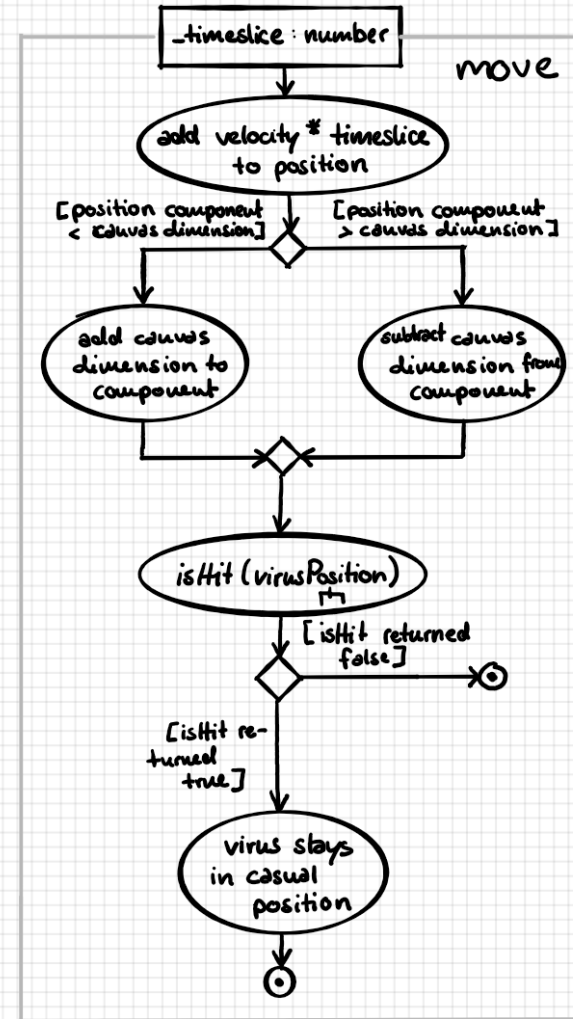 _timeslice : number
move
add velocity * timeslice
to position
[position component
< canvas dimension]
[position component
> canvas dimension]
add canvas
dimension to
component
subtract canvas
dimension from
component
isHit (virusPosition)
[isHit returned
false]
[isHit re-
turned
true]
virus stays
in casual
position